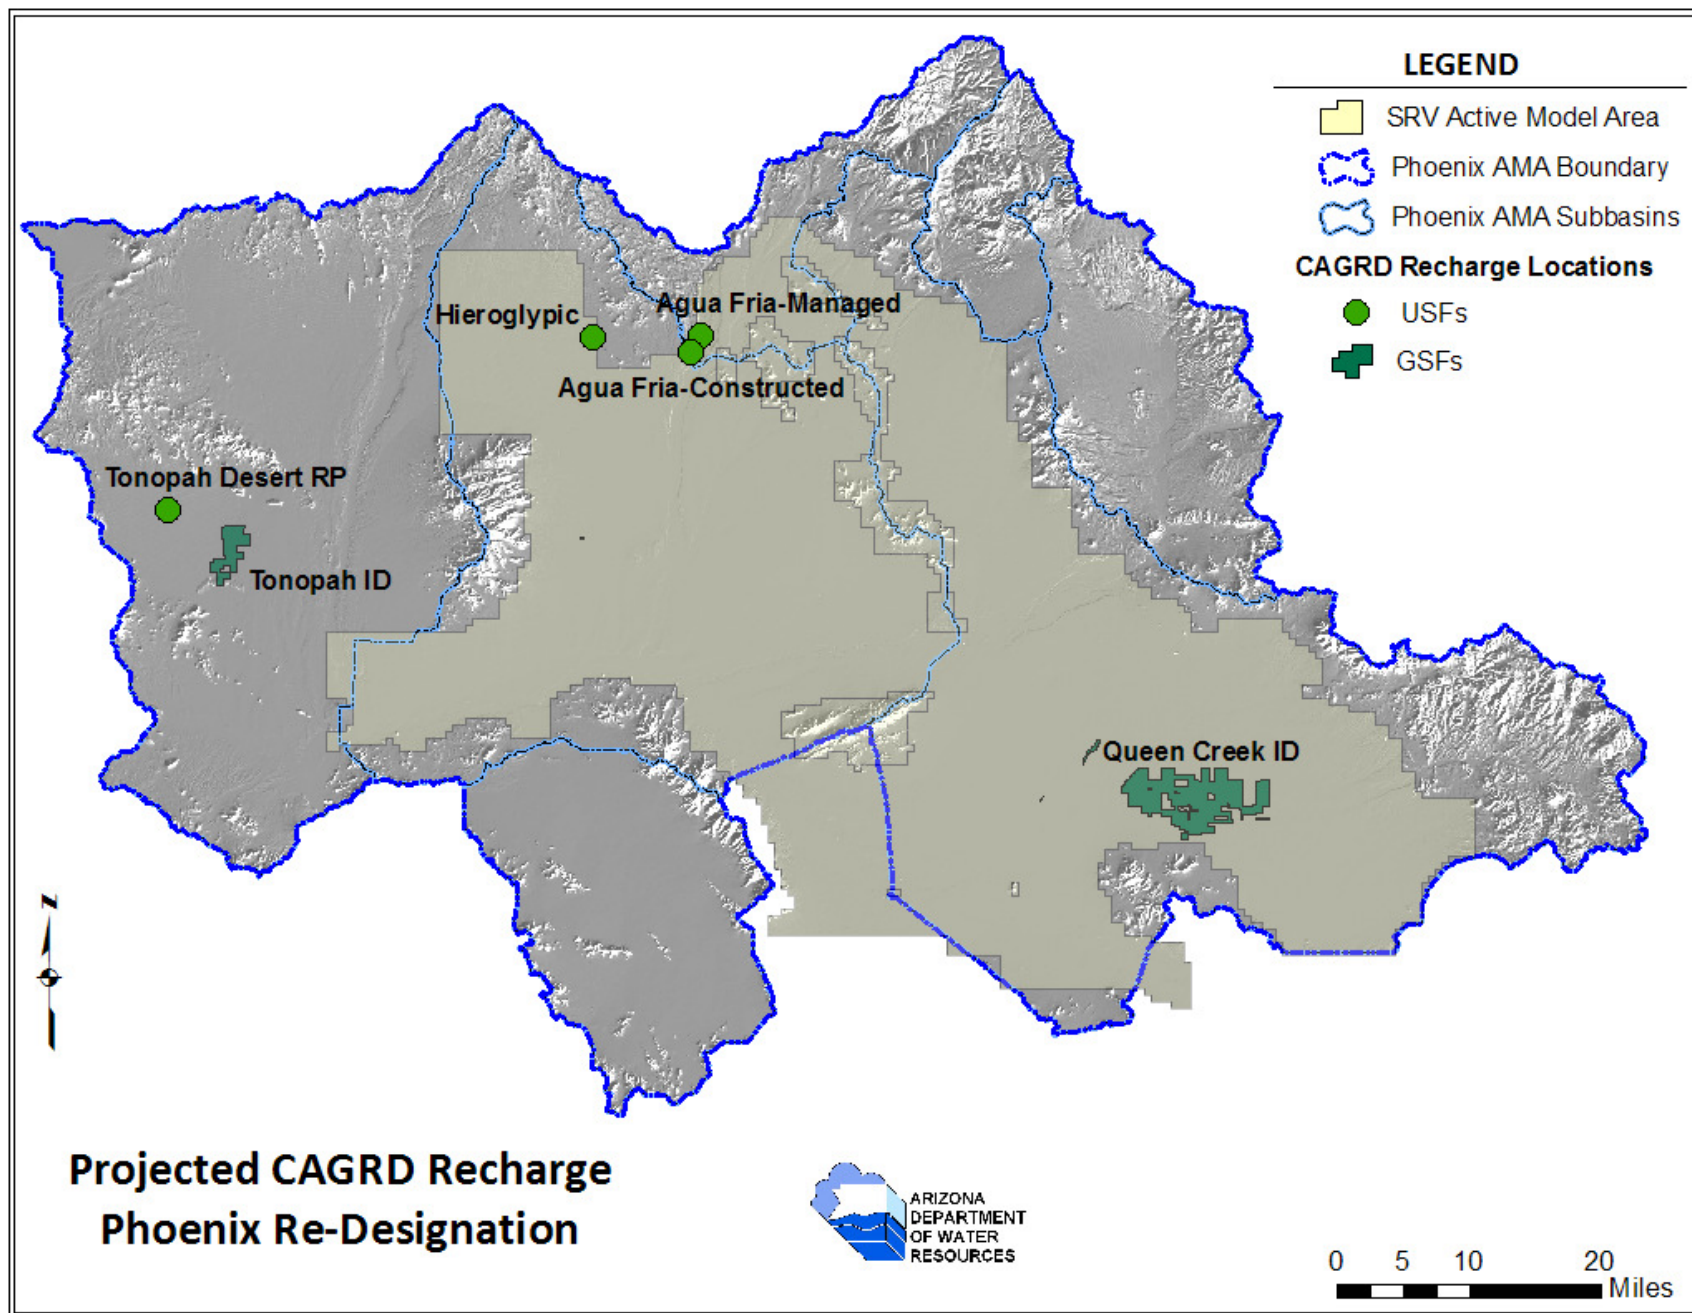 LEGEND
SRV Active Model Area
Phoenix AMA Boundary
Phoenix AMA Subbasins
CAGRD Recharge Locations
USFs
GSFs
Hieroglypic
Agua Fria-Managed
Agua Fria-Constructed
Tonopah Desert RP
Tonopah ID
Queen Creek ID
N
Projected CAGRD Recharge
Phoenix Re-Designation
ARIZONA
DEPARTMENT
OF WATER
RESOURCES
0 5 10 20
Miles